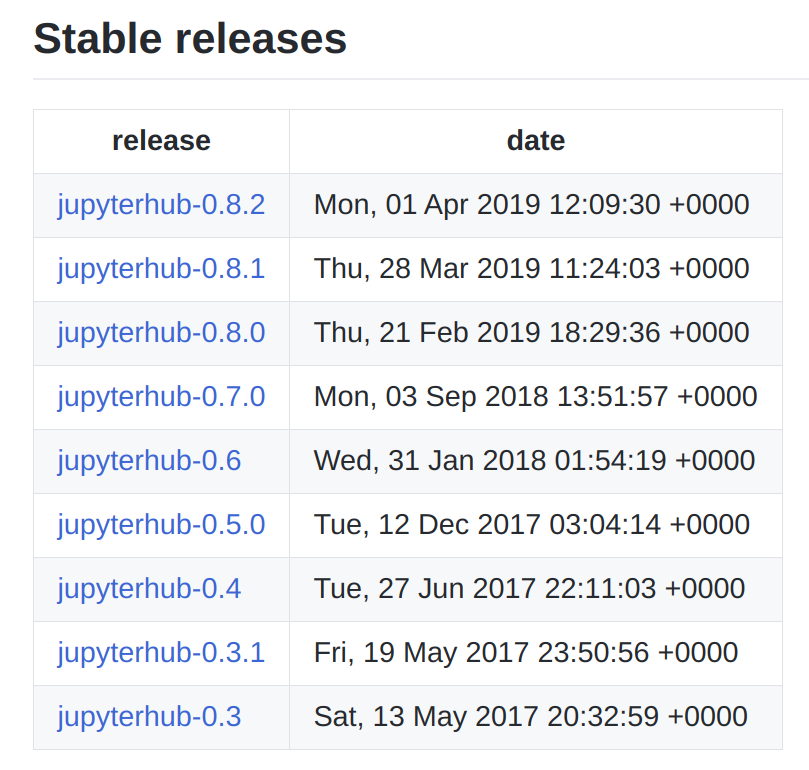 Stable releases
release date
jupyterhub-0.8.2 Mon, 01 Apr 2019 12:09:30 +0000
jupyterhub-0.8.1 Thu, 28 Mar 2019 11:24:03 +0000
jupyterhub-0.8.0 Thu, 21 Feb 2019 18:29:36 +0000
jupyterhub-0.7.0 Mon, 03 Sep 2018 13:51:57 +0000
jupyterhub-0.6 Wed, 31 Jan 2018 01:54:19 +0000
jupyterhub-0.5.0 Tue, 12 Dec 2017 03:04:14 +0000
jupyterhub-0.4 Tue, 27 Jun 2017 22:11:03 +0000
jupyterhub-0.3.1 Fri, 19 May 2017 23:50:56 +0000
jupyterhub-0.3 Sat, 13 May 2017 20:32:59 +0000